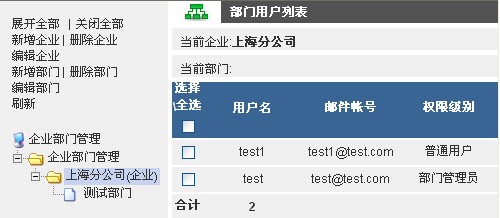 展开全部 | 关闭全部
新增企业 | 删除企业
编辑企业
新增部门 | 删除部门
编辑部门
刷新
企业部门管理
企业部门管理
上海分公司(企业)
测试部门
部门用户列表
当前企业:上海分公司
当前部门:
选择\全选 用户名 邮件帐号 权限级别
test1 test1@test.com 普通用户
test test@test.com 部门管理员
合计 2